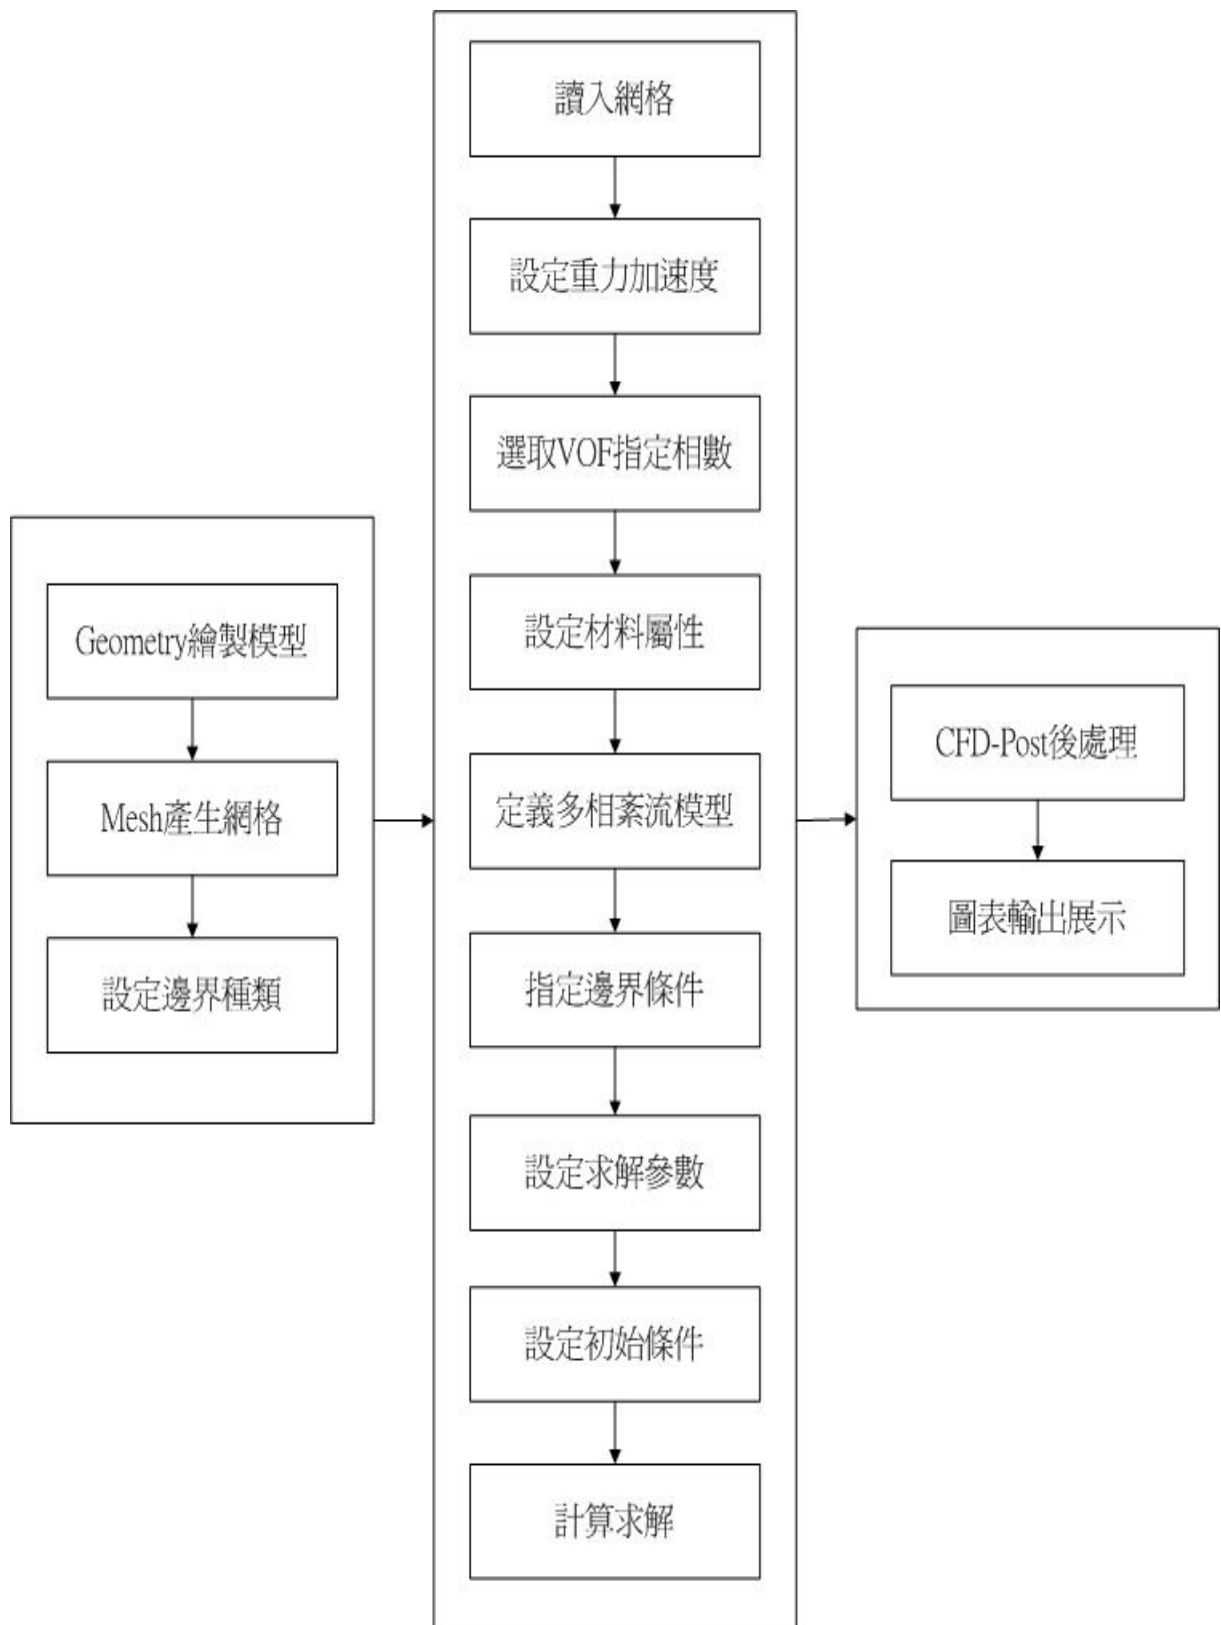 Geometry繪製模型
Mesh產生網格
設定邊界種類
讀入網格
設定重力加速度
選取VOF指定相數
設定材料屬性
定義多相紊流模型
指定邊界條件
設定求解參數
設定初始條件
計算求解
CFD-Post後處理
圖表輸出展示